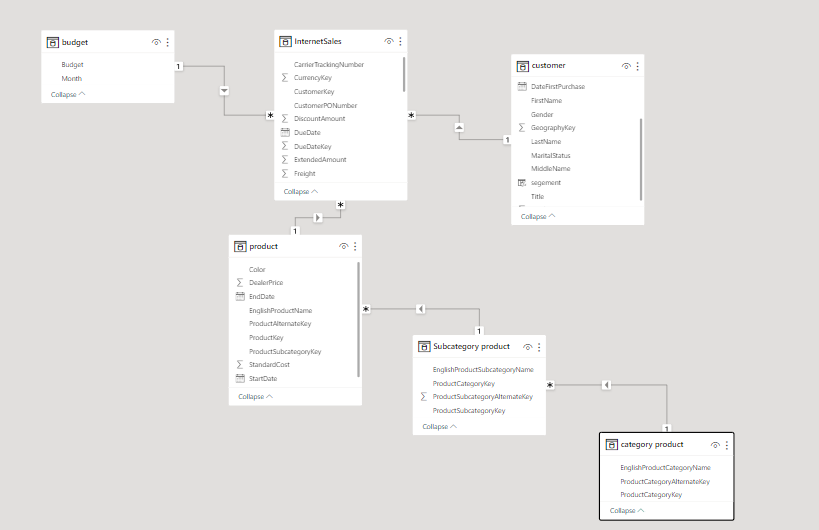 budget
Budget
Month
Collapse
1
*
InternetSales
CarrierTrackingNumber
CurrencyKey
CustomerKey
CustomerPONumber
DiscountAmount
DueDate
DueDateKey
ExtendedAmount
Freight
Collapse
*
*
1
customer
DateFirstPurchase
FirstName
Gender
GeographyKey
LastName
MaritalStatus
MiddleName
segement
Title
Collapse
1
product
Color
DealerPrice
EndDate
EnglishProductName
ProductAlternateKey
ProductKey
ProductSubcategoryKey
StandardCost
StartDate
Collapse
*
1
Subcategory product
EnglishProductSubcategoryName
ProductCategoryKey
ProductSubcategoryAlternateKey
ProductSubcategoryKey
Collapse
*
1
category product
EnglishProductCategoryName
ProductCategoryAlternateKey
ProductCategoryKey
Collapse